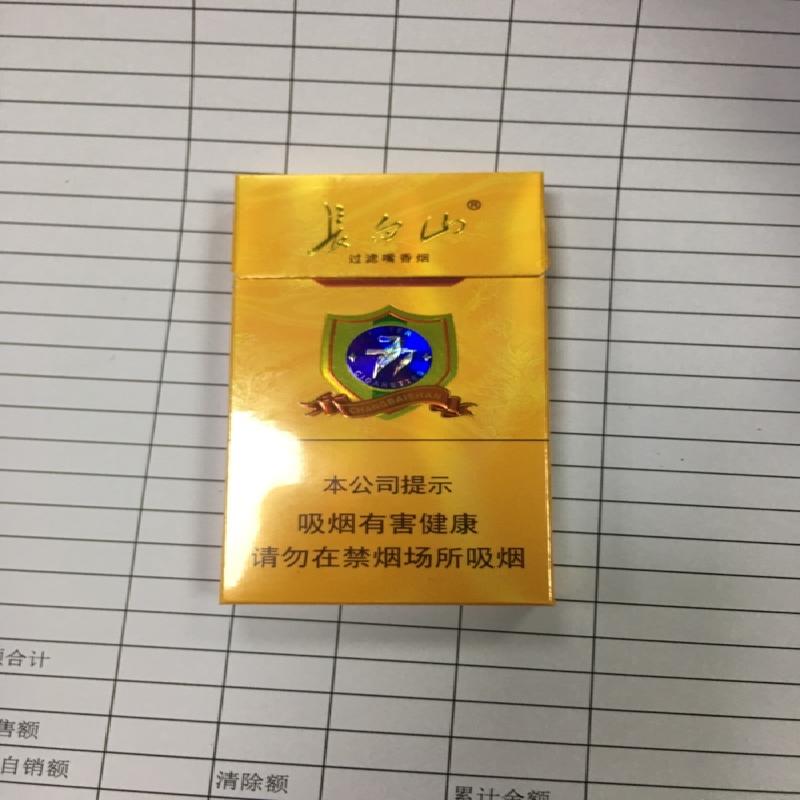 長白山®
过滤嘴香烟
CIGARETTES
CHANGBAISHAN
本公司提示
吸烟有害健康
请勿在禁烟场所吸烟
合计
售额
自销额
清除额
累计金额